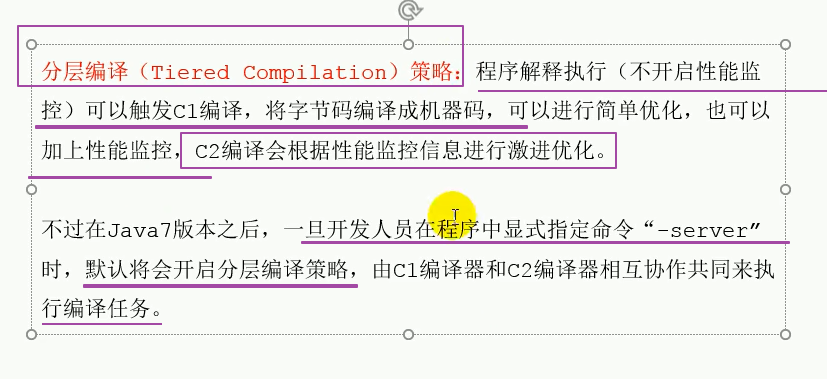 分层编译（Tiered Compilation）策略：程序解释执行（不开启性能监
控）可以触发C1编译，将字节码编译成机器码，可以进行简单优化，也可以
加上性能监控，C2编译会根据性能监控信息进行激进优化。
不过在Java7版本之后，一旦开发人员在程序中显式指定命令“-server”
时，默认将会开启分层编译策略，由C1编译器和C2编译器相互协作共同来执
行编译任务。